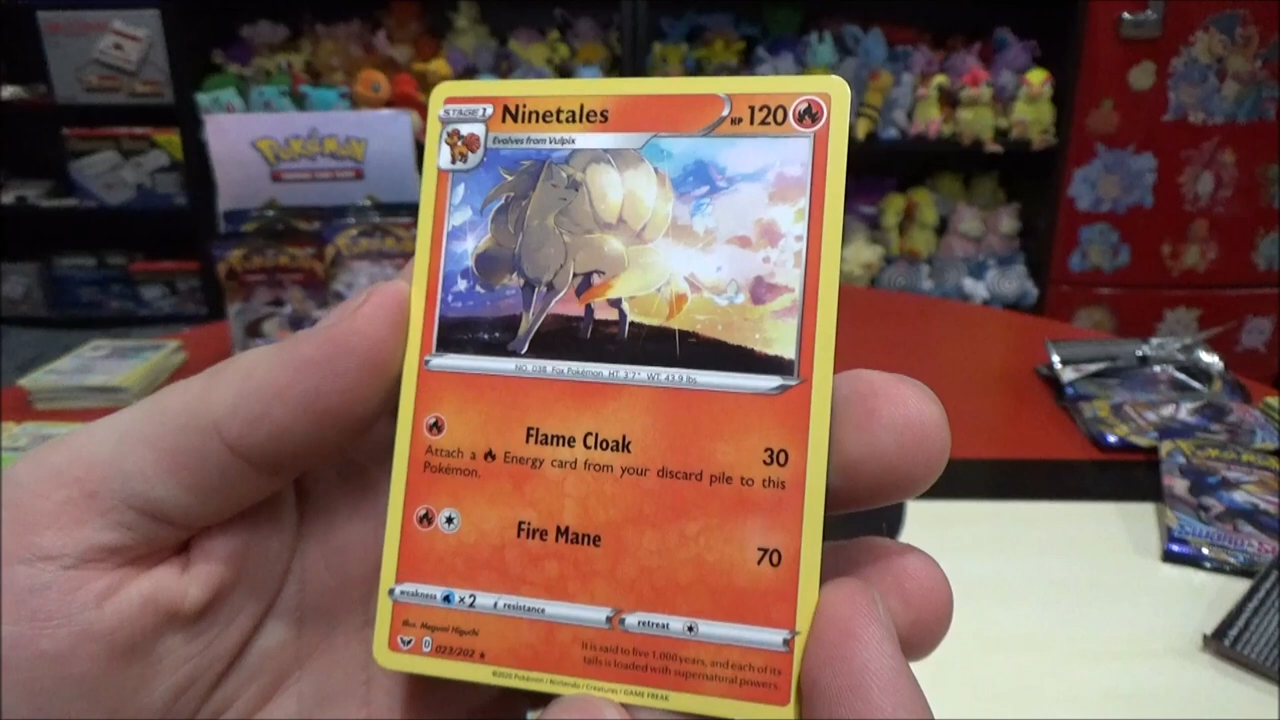 STAGE 1
Ninetales
HP 120
Evolves from Vulpix
NO. 038 Fox Pokémon HT: 3'7" WT: 43.9 lbs
Flame Cloak 30
Attach a Energy card from your discard pile to this
Pokémon.
Fire Mane 70
weakness ×2 resistance retreat
Illus. Megumi Higuchi
D 023/202 ★
It is said to live 1,000 years, and each of its
tails is loaded with supernatural powers.
©2020 Pokémon / Nintendo / Creatures / GAME FREAK
POKéMON